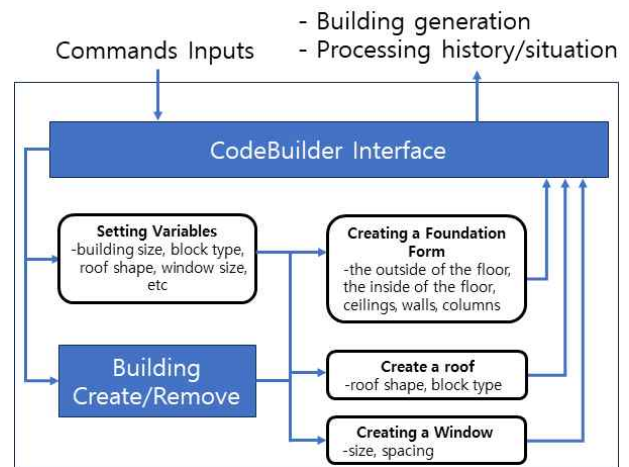 Commands Inputs
- Building generation
- Processing history/situation
CodeBuilder Interface
Setting Variables
-building size, block type,
roof shape, window size,
etc
Creating a Foundation
Form
-the outside of the floor,
the inside of the floor,
ceilings, walls, columns
Building
Create/Remove
Create a roof
-roof shape, block type
Creating a Window
-size, spacing